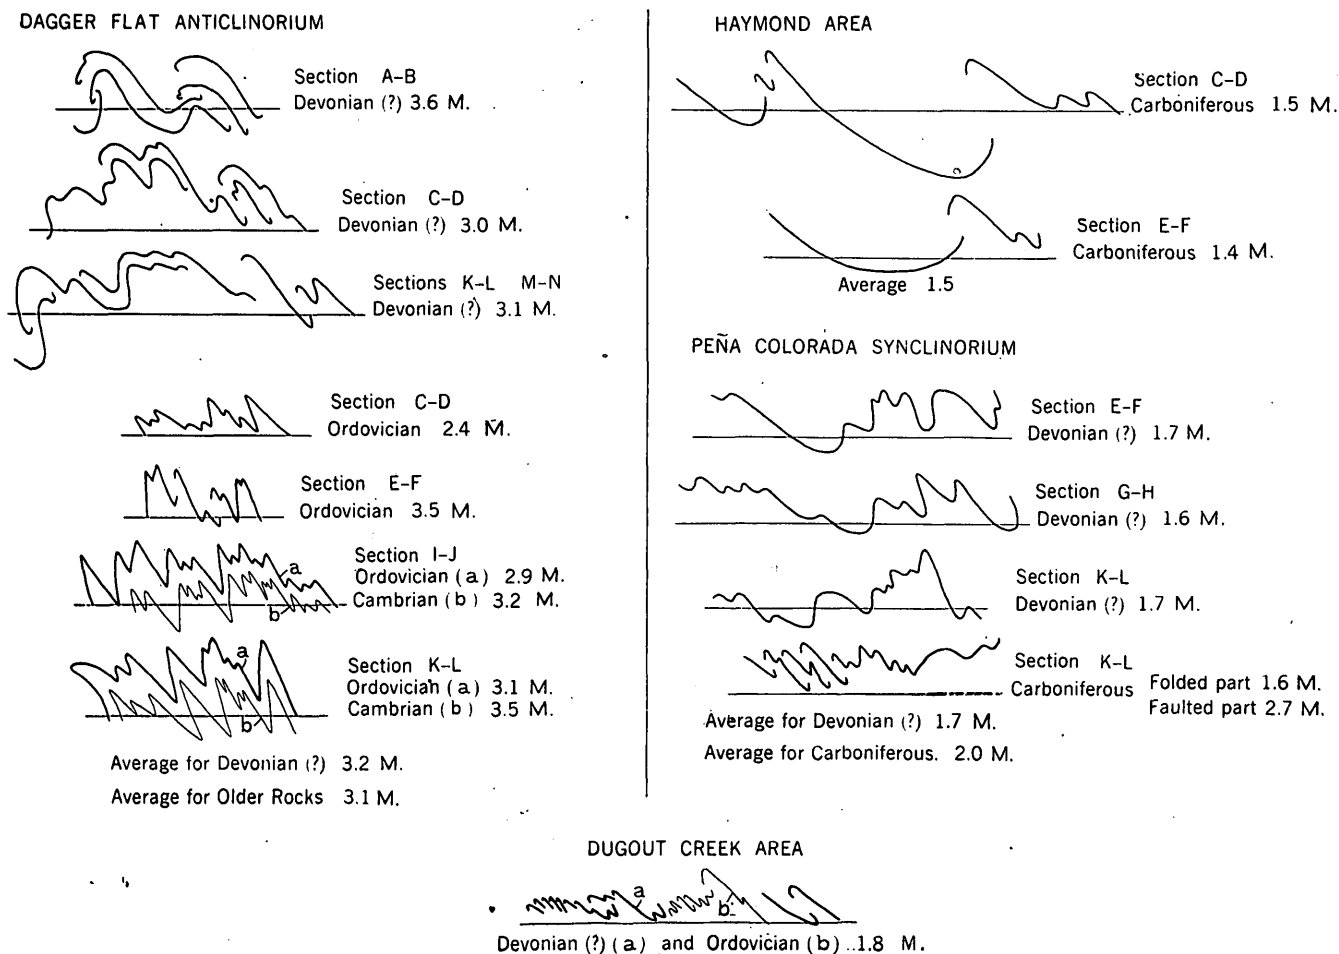 DAGGER FLAT ANTICLINORIUM
Section A-B
Devonian (?) 3.6 M.
Section C-D
Devonian (?) 3.0 M.
Sections K-L M-N
Devonian (?) 3.1 M.
Section C-D
Ordovician 2.4 M.
Section E-F
Ordovician 3.5 M.
Section I-J
a
Ordovician (a) 2.9 M.
b
Cambrian (b) 3.2 M.
a
Section K-L
Ordovician (a) 3.1 M.
b
Cambrian (b) 3.5 M.
Average for Devonian (?) 3.2 M.
Average for Older Rocks 3.1 M.
HAYMOND AREA
Section C-D
Carboniferous 1.5 M.
Section E-F
Carboniferous 1.4 M.
Average 1.5
PEÑA COLORADA SYNCLINORIUM
Section E-F
Devonian (?) 1.7 M.
Section G-H
Devonian (?) 1.6 M.
Section K-L
Devonian (?) 1.7 M.
Section K-L
Carboniferous Folded part 1.6 M.
Faulted part 2.7 M.
Average for Devonian (?) 1.7 M.
Average for Carboniferous. 2.0 M.
DUGOUT CREEK AREA
a
b
Devonian (?) (a) and Ordovician (b) 1.8 M.